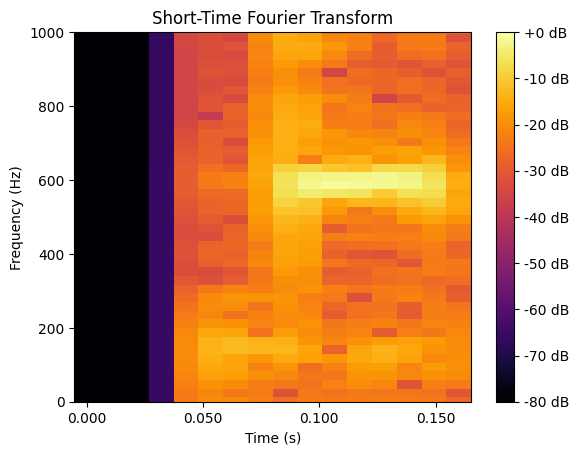 Short-Time Fourier Transform
1000
800
600
400
200
0
Frequency (Hz)
0.000
0.050
0.100
0.150
Time (s)
+0 dB
-10 dB
-20 dB
-30 dB
-40 dB
-50 dB
-60 dB
-70 dB
-80 dB